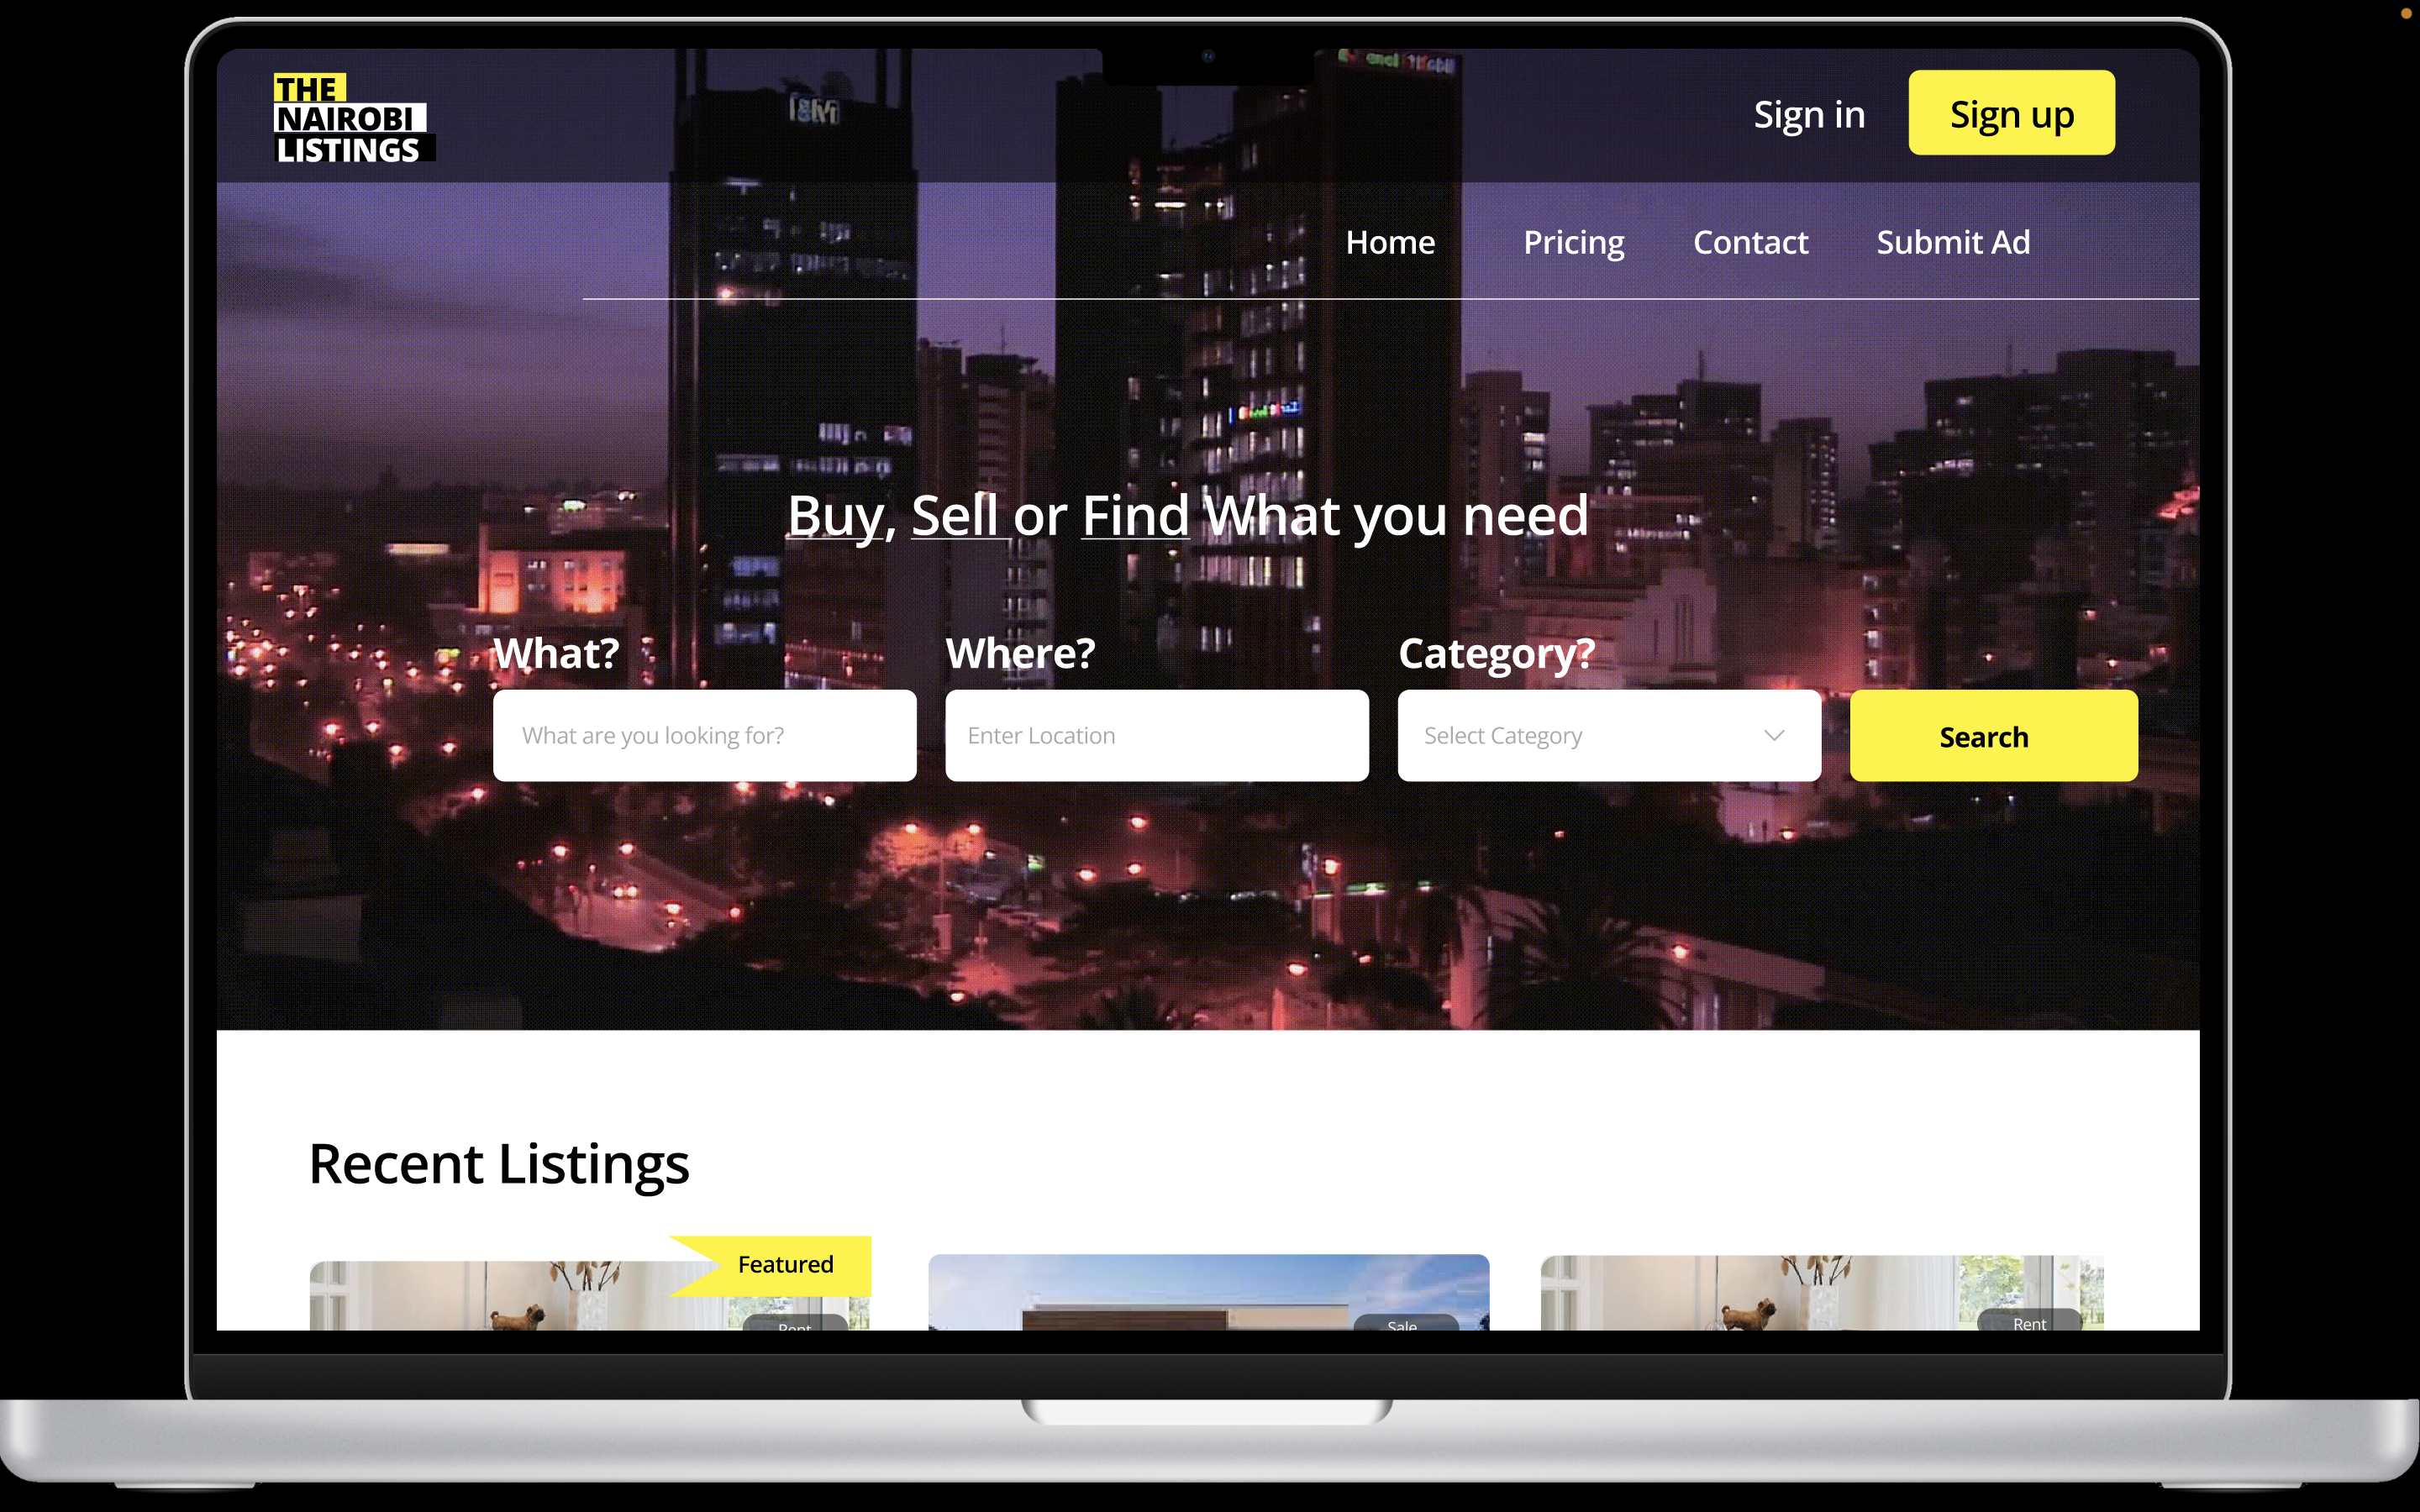 THE
NAIROBI
LISTINGS
Sign in
Sign up
Home
Pricing
Contact
Submit Ad
Buy, Sell or Find What you need
What?
Where?
Category?
What are you looking for?
Enter Location
Select Category
Search
Recent Listings
Featured
Rent
Sale
Rent